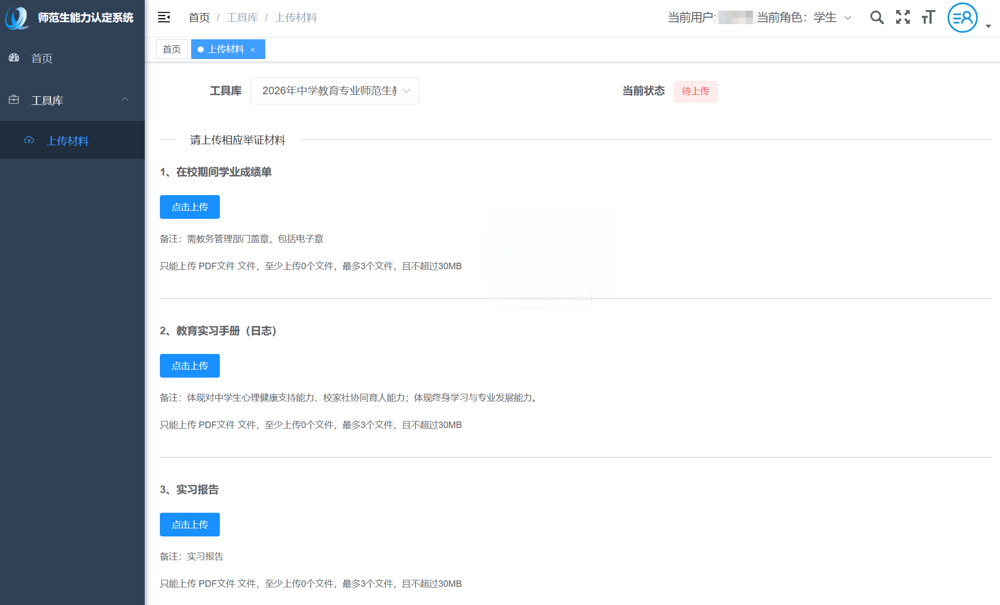 师范生能力认定系统
首页 / 工具库 / 上传材料
当前用户: 当前角色：学生
首页
工具库
上传材料
首页
上传材料 ×
工具库
2026年中学教育专业师范生教
当前状态
待上传
请上传相应举证材料
1、在校期间学业成绩单
点击上传
备注：需教务管理部门盖章，包括电子章
只能上传 PDF文件 文件，至少上传0个文件，最多3个文件，且不超过30MB
2、教育实习手册（日志）
点击上传
备注：体现对中学生心理健康支持能力、校家社协同育人能力；体现终身学习与专业发展能力。
只能上传 PDF文件 文件，至少上传0个文件，最多3个文件，且不超过30MB
3、实习报告
点击上传
备注：实习报告
只能上传 PDF文件 文件，至少上传0个文件，最多3个文件，且不超过30MB